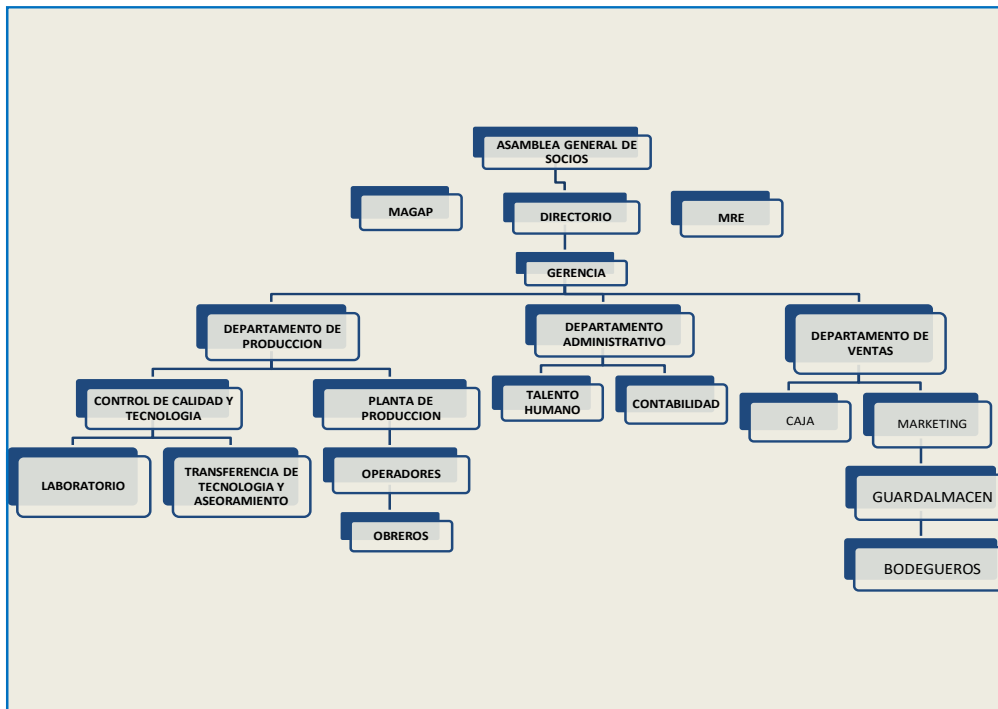 ASAMBLEA GENERAL DE
SOCIOS
MAGAP
DIRECTORIO
MRE
GERENCIA
DEPARTAMENTO DE
PRODUCCION
DEPARTAMENTO
ADMINISTRATIVO
DEPARTAMENTO DE
VENTAS
CONTROL DE CALIDAD Y
TECNOLOGIA
PLANTA DE
PRODUCCION
TALENTO
HUMANO
CONTABILIDAD
CAJA
MARKETING
LABORATORIO
TRANSFERENCIA DE
TECNOLOGIA Y
ASEORAMIENTO
OPERADORES
GUARDALMACEN
OBREROS
BODEGUEROS